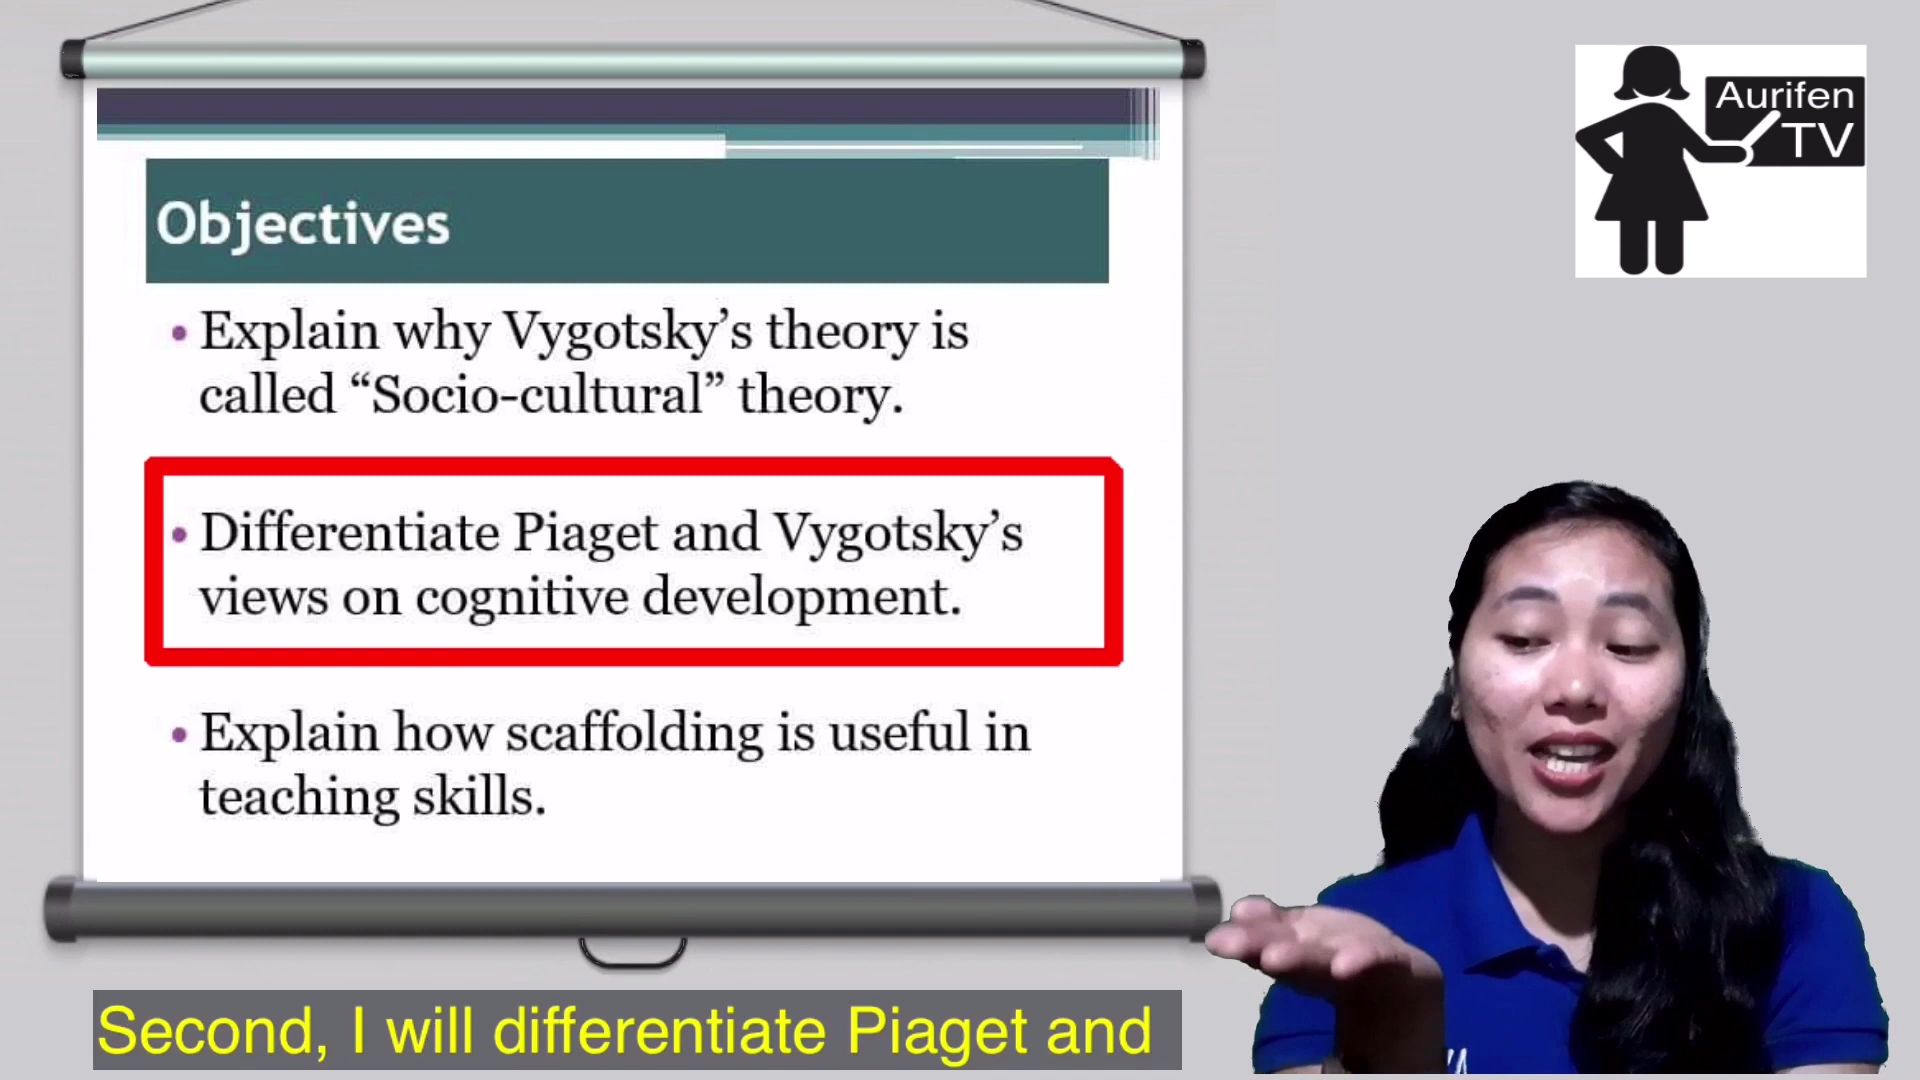 Aurifen
TV
Objectives
• Explain why Vygotsky’s theory is
called “Socio-cultural” theory.
• Differentiate Piaget and Vygotsky’s
views on cognitive development.
• Explain how scaffolding is useful in
teaching skills.
Second, I will differentiate Piaget and